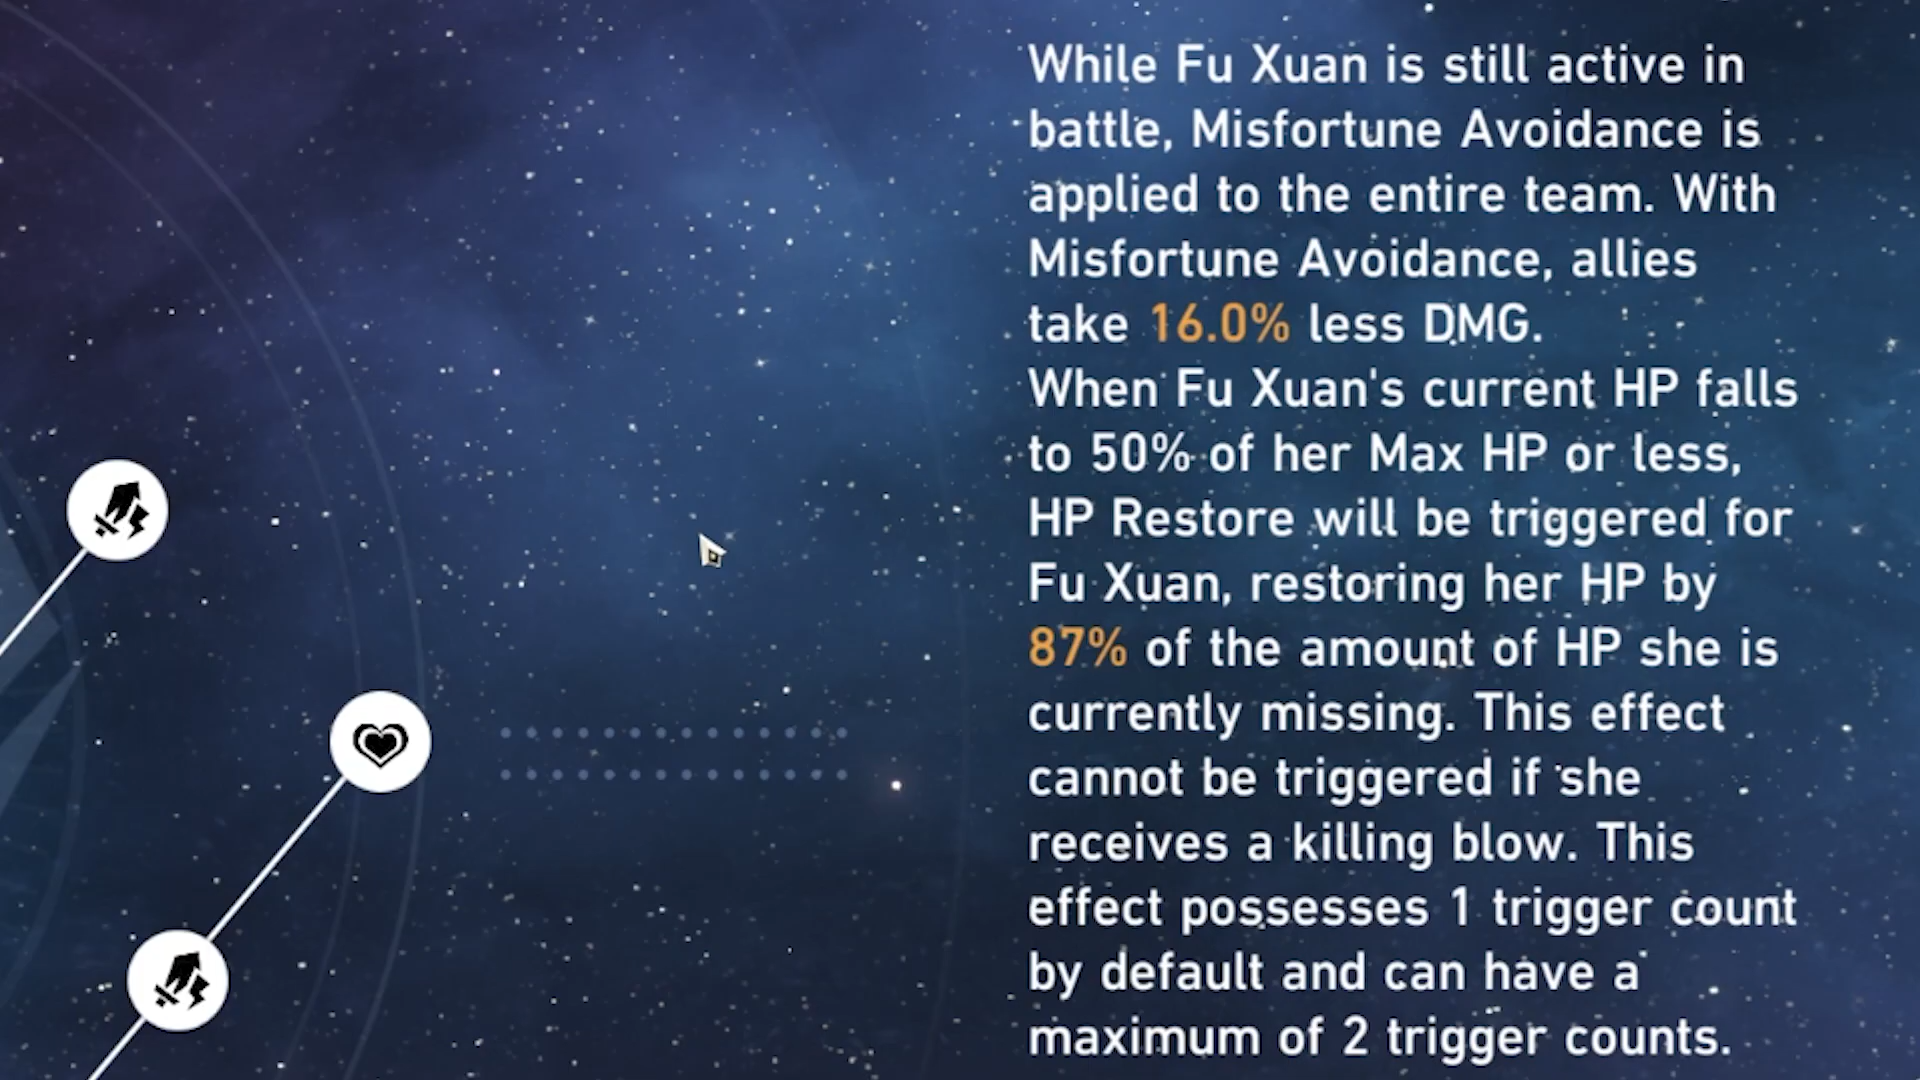 While Fu Xuan is still active in
battle, Misfortune Avoidance is
applied to the entire team. With
Misfortune Avoidance, allies
take 16.0% less DMG.
When Fu Xuan's current HP falls
to 50% of her Max HP or less,
HP Restore will be triggered for
Fu Xuan, restoring her HP by
87% of the amount of HP she is
currently missing. This effect
cannot be triggered if she
receives a killing blow. This
effect possesses 1 trigger count
by default and can have a
maximum of 2 trigger counts.